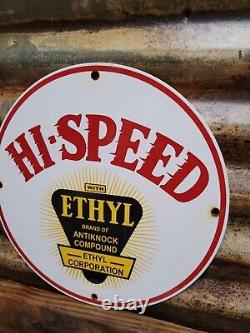 HI-SPEED
WITH
ETHYL
BRAND OF
ANTIKNOCK
COMPOUND
ETHYL
CORPORATION